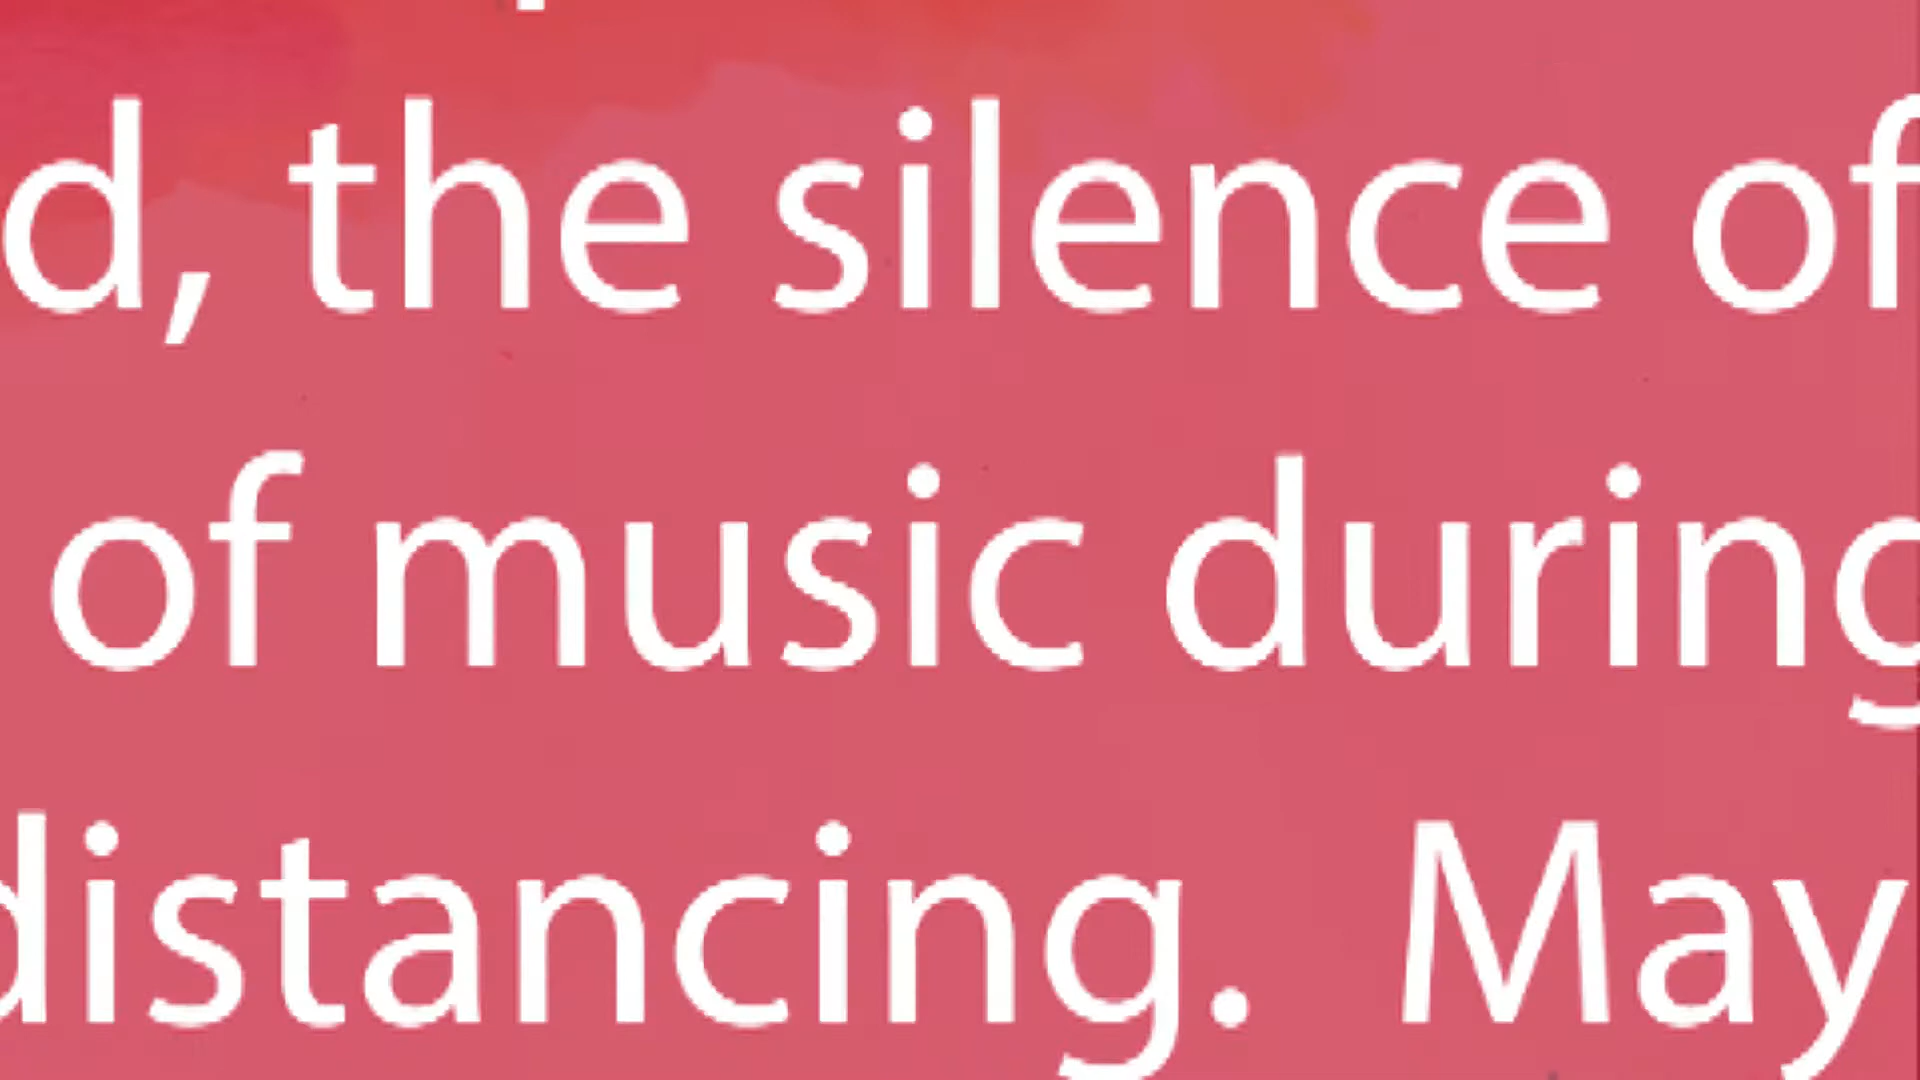 d, the silence of
of music during
distancing.  May